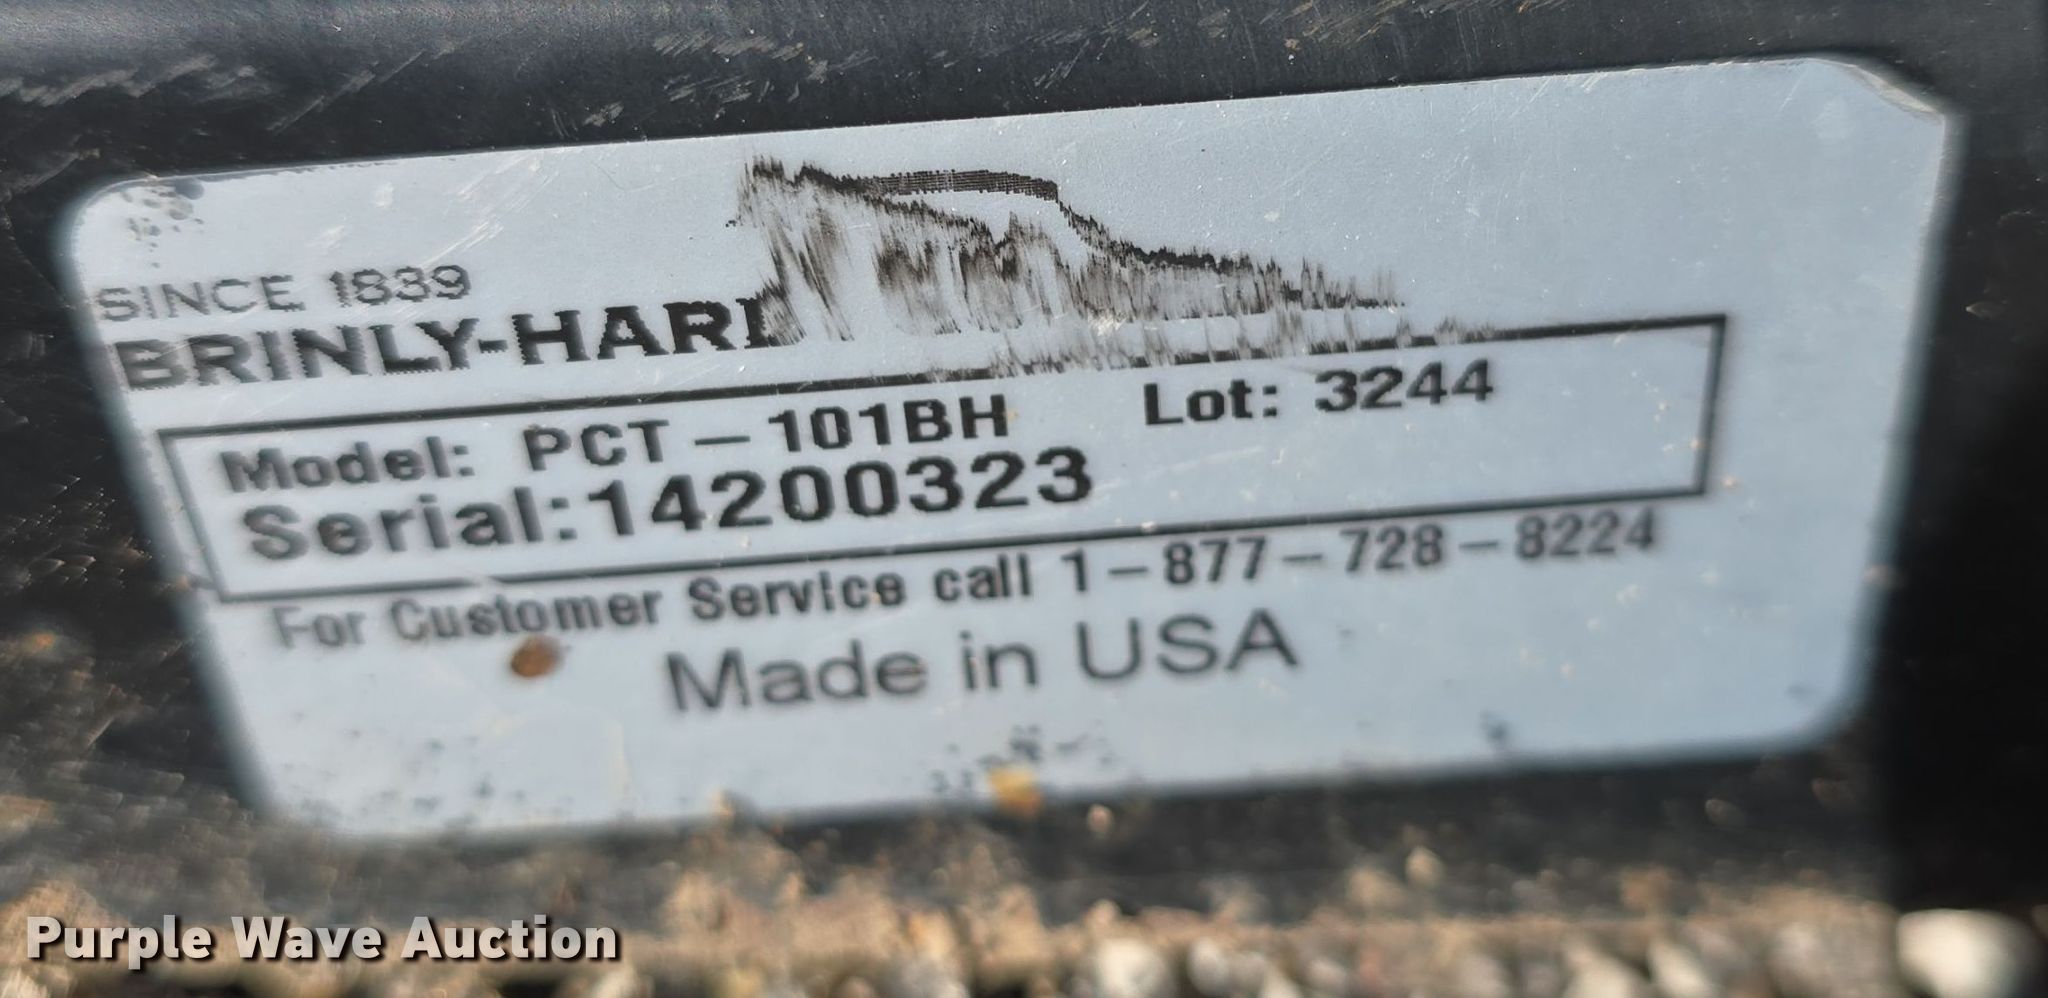 SINCE 1839
BRINLY-HARI
Model: PCT-101BH Lot: 3244
Serial:14200323
For Customer Service call 1-877-728-8224
Made in USA
Purple Wave Auction